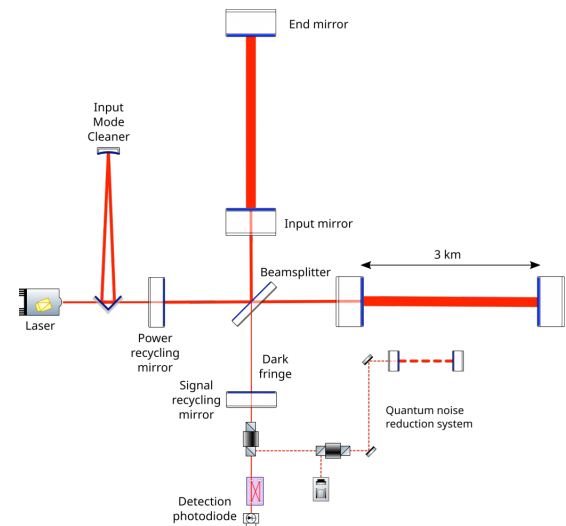 End mirror
Input
Mode
Cleaner
Input mirror
3 km
Beamsplitter
Laser
Power
recycling
mirror
Dark
fringe
Signal
recycling
mirror
Quantum noise
reduction system
Detection
photodiode